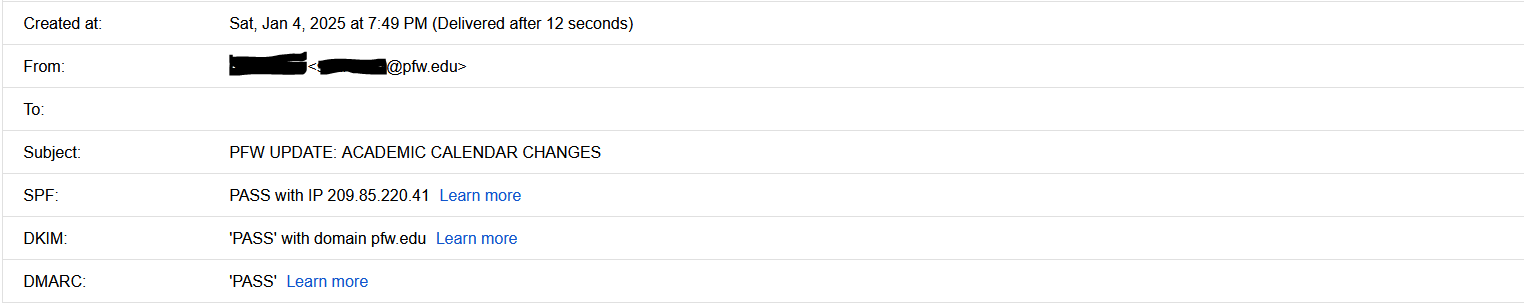 Created at: Sat, Jan 4, 2025 at 7:49 PM (Delivered after 12 seconds)
From: <@pfw.edu>
To:
Subject: PFW UPDATE: ACADEMIC CALENDAR CHANGES
SPF: PASS with IP 209.85.220.41 Learn more
DKIM: 'PASS' with domain pfw.edu Learn more
DMARC: 'PASS' Learn more